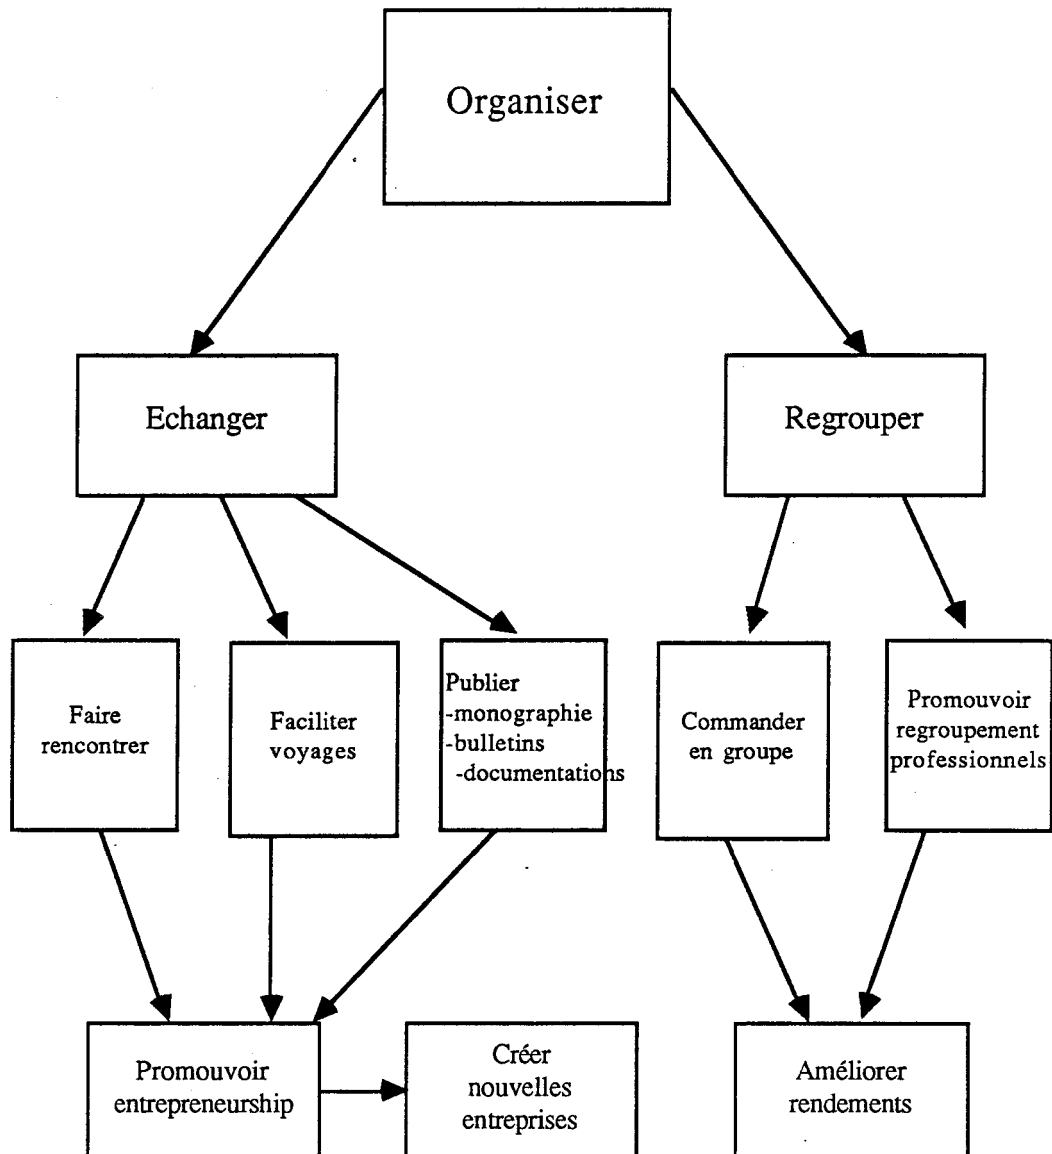 Organiser
Echanger
Regrouper
Faire
rencontrer
Faciliter
voyages
Publier
-monographie
-bulletins
-documentations
Commander
en groupe
Promouvoir
regroupement
professionnels
Promouvoir
entrepreneurship
Créer
nouvelles
entreprises
Améliorer
rendements